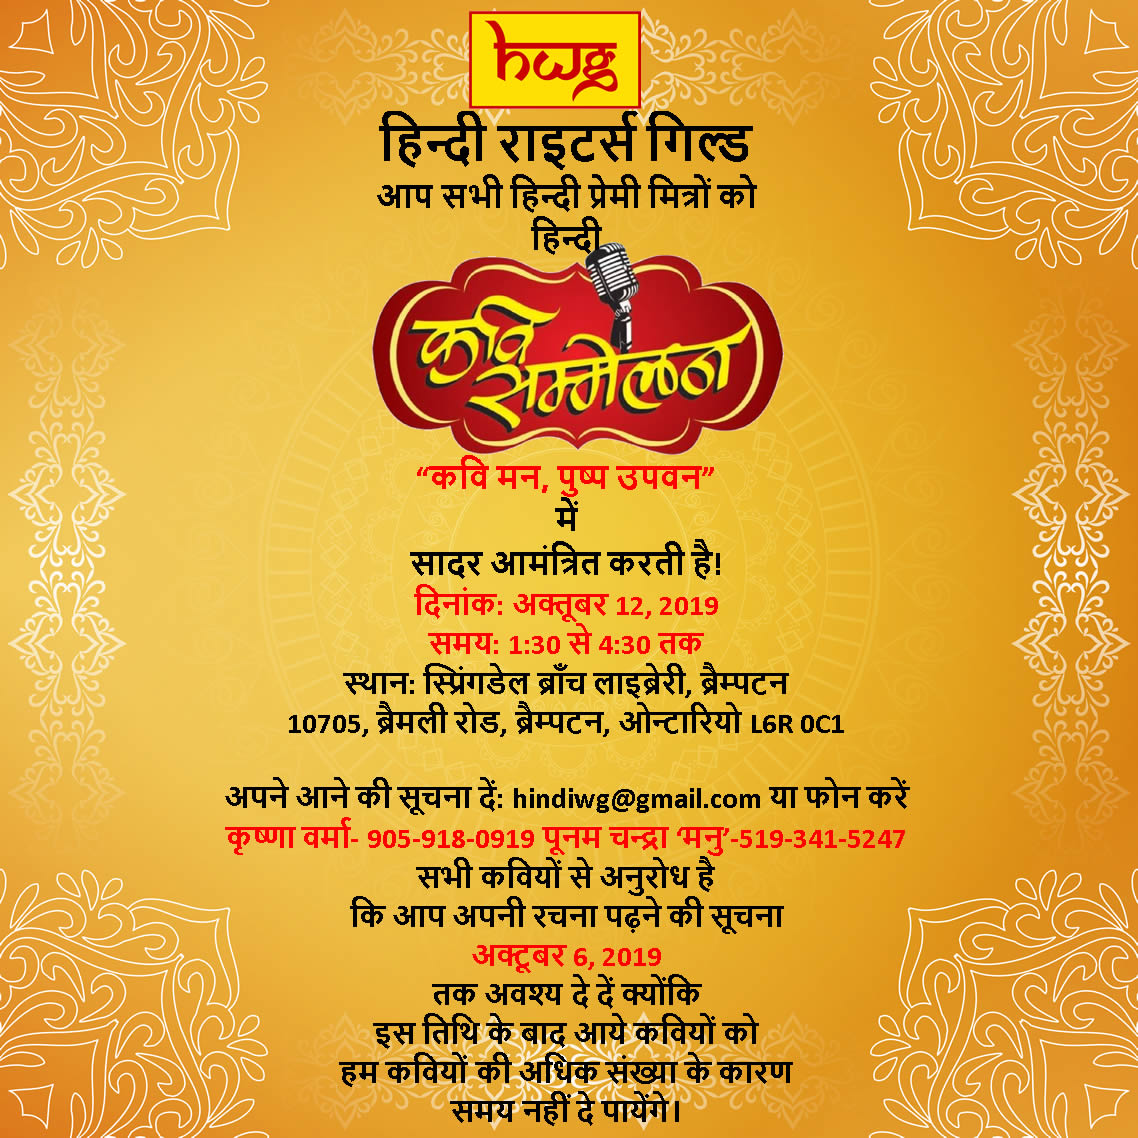 hwg
हिन्दी राइटर्स गिल्ड
आप सभी हिन्दी प्रेमी मित्रों को
हिन्दी
कवि
सम्मेलन
“कवि मन, पुष्प उपवन”
में
सादर आमंत्रित करती है!
दिनांक: अक्तूबर 12, 2019
समय: 1:30 से 4:30 तक
स्थान: स्प्रिंगडेल ब्राँच लाइब्रेरी, ब्रैम्पटन
10705, ब्रैमली रोड, ब्रैम्पटन, ओन्टारियो L6R 0C1
अपने आने की सूचना दें: hindiwg@gmail.com या फोन करें
कृष्णा वर्मा- 905-918-0919 पूनम चन्द्रा ‘मनु’-519-341-5247
सभी कवियों से अनुरोध है
कि आप अपनी रचना पढ़ने की सूचना
अक्टूबर 6, 2019
तक अवश्य दे दें क्योंकि
इस तिथि के बाद आये कवियों को
हम कवियों की अधिक संख्या के कारण
समय नहीं दे पायेंगे।